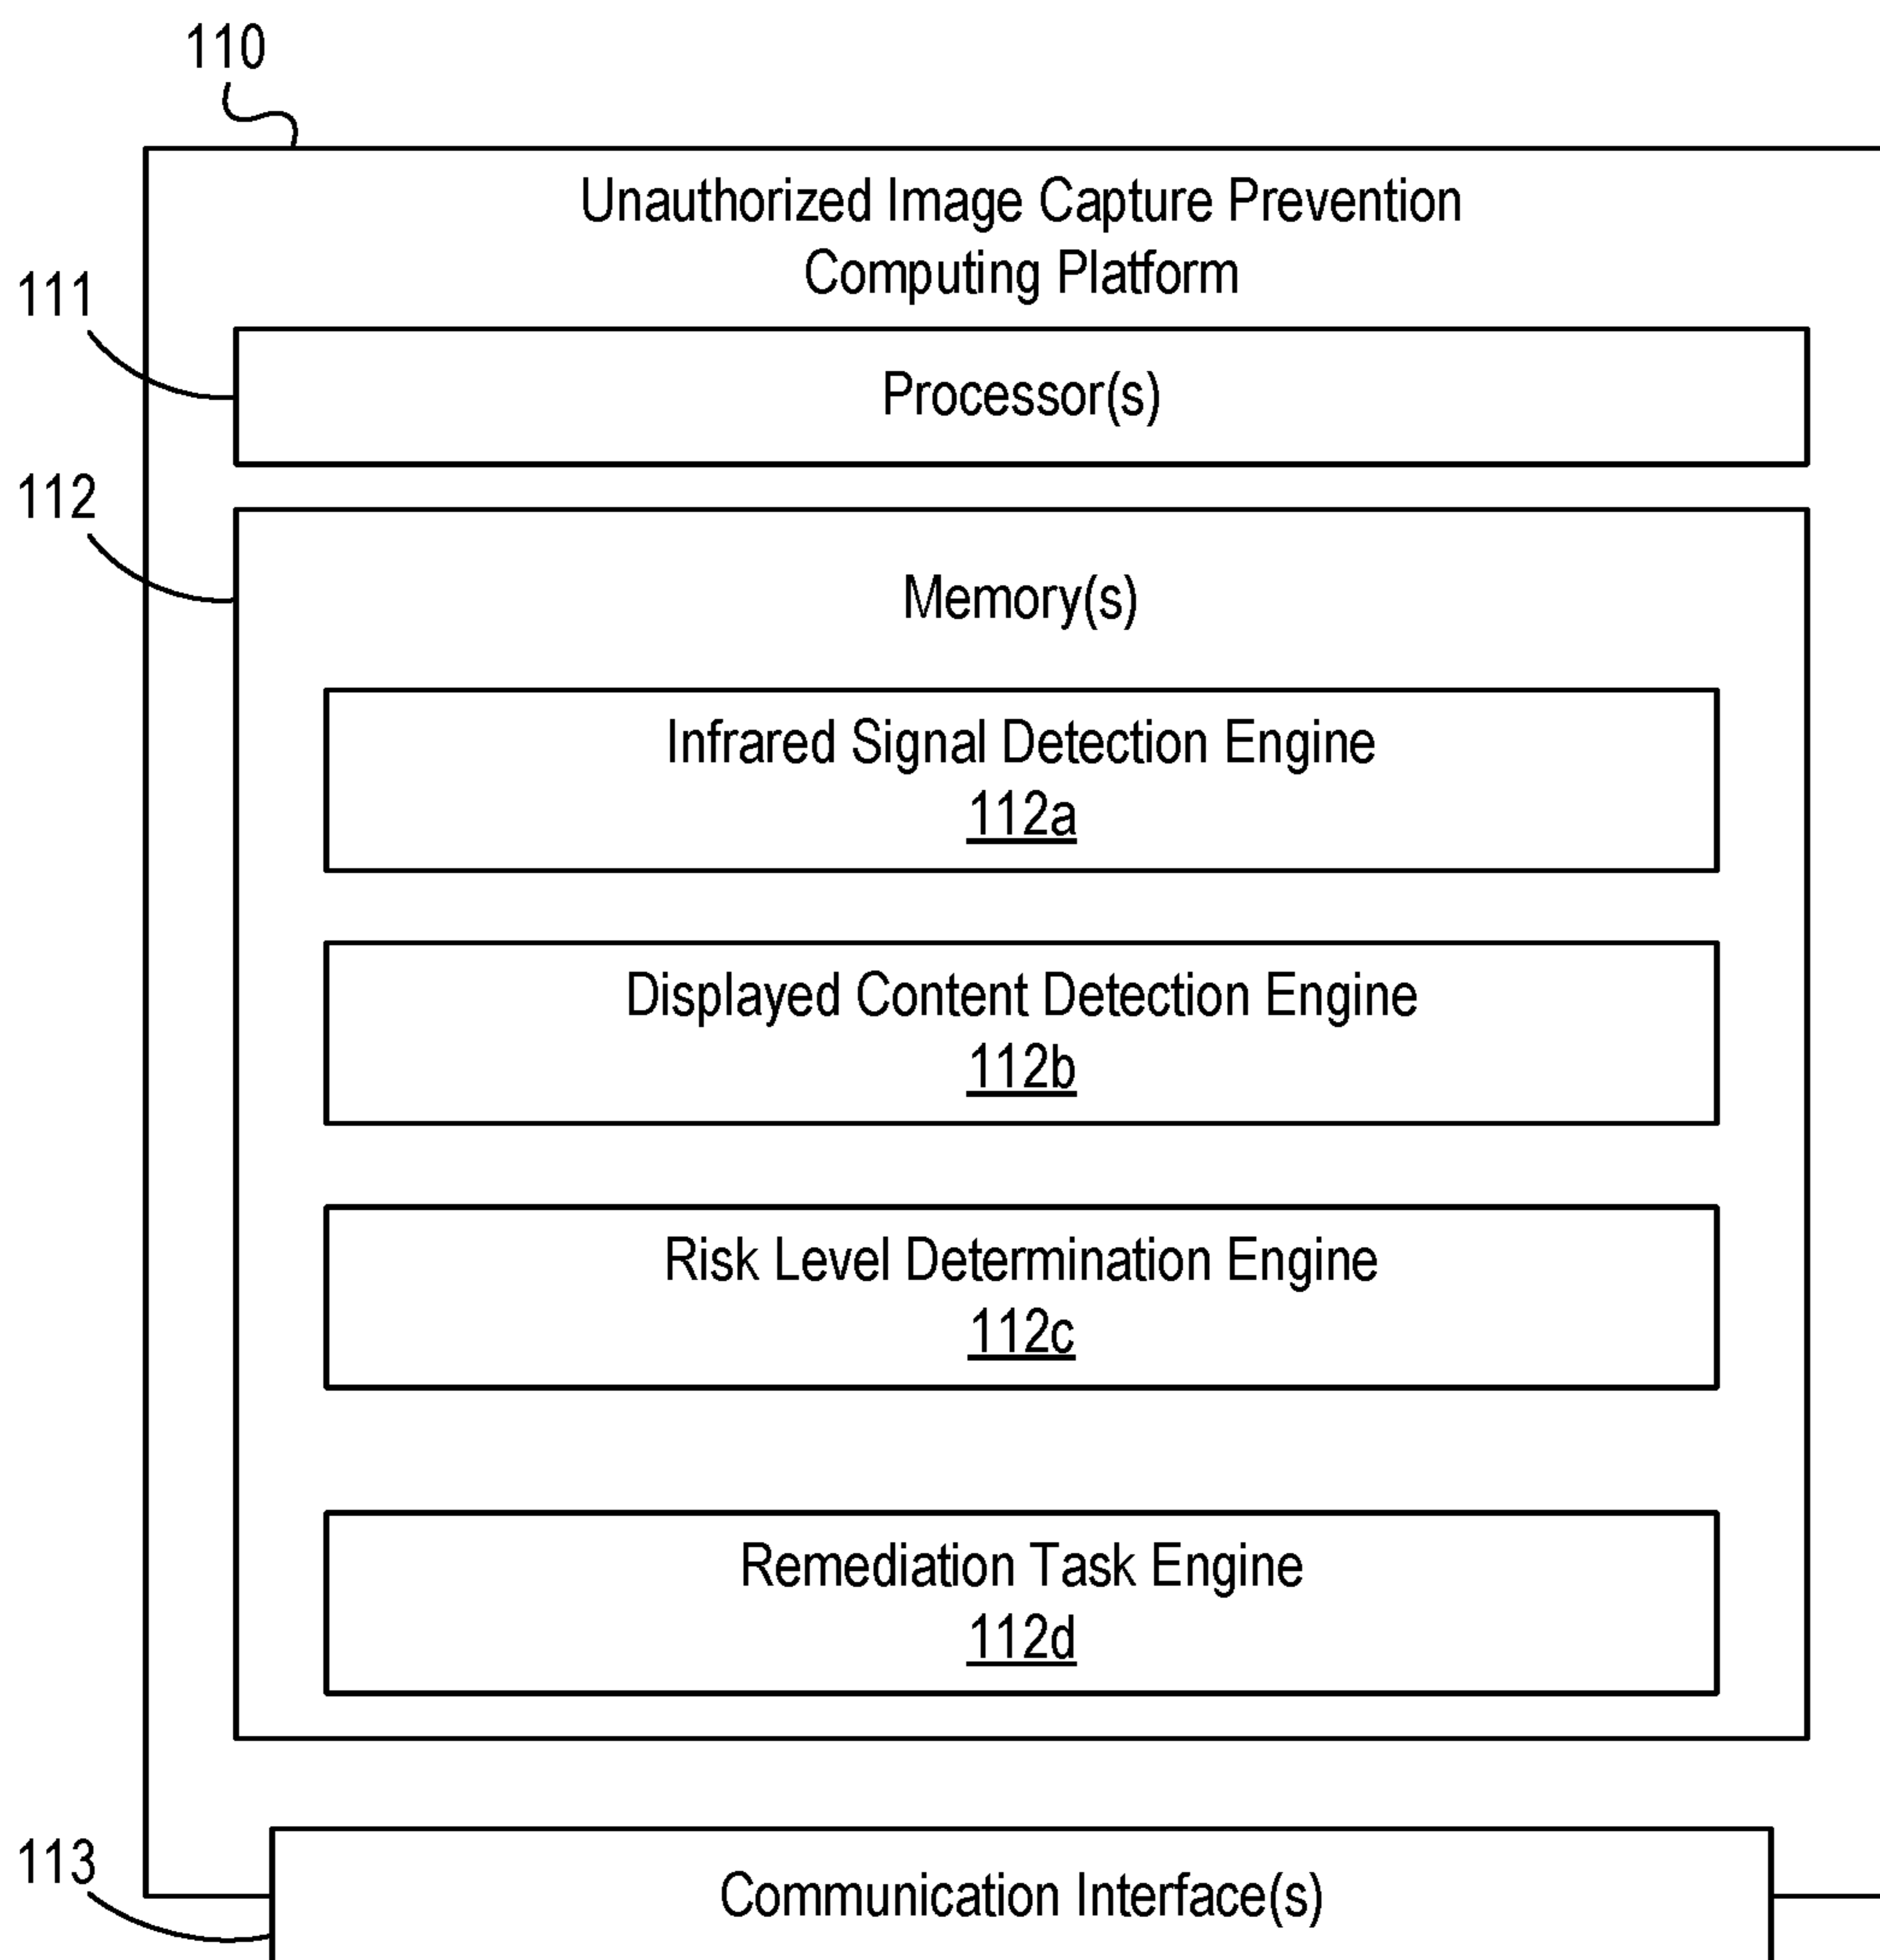 110
Unauthorized Image Capture Prevention
Computing Platform
111
Processor(s)
112
Memory(s)
Infrared Signal Detection Engine
112a
Displayed Content Detection Engine
112b
Risk Level Determination Engine
112c
Remediation Task Engine
112d
113
Communication Interface(s)